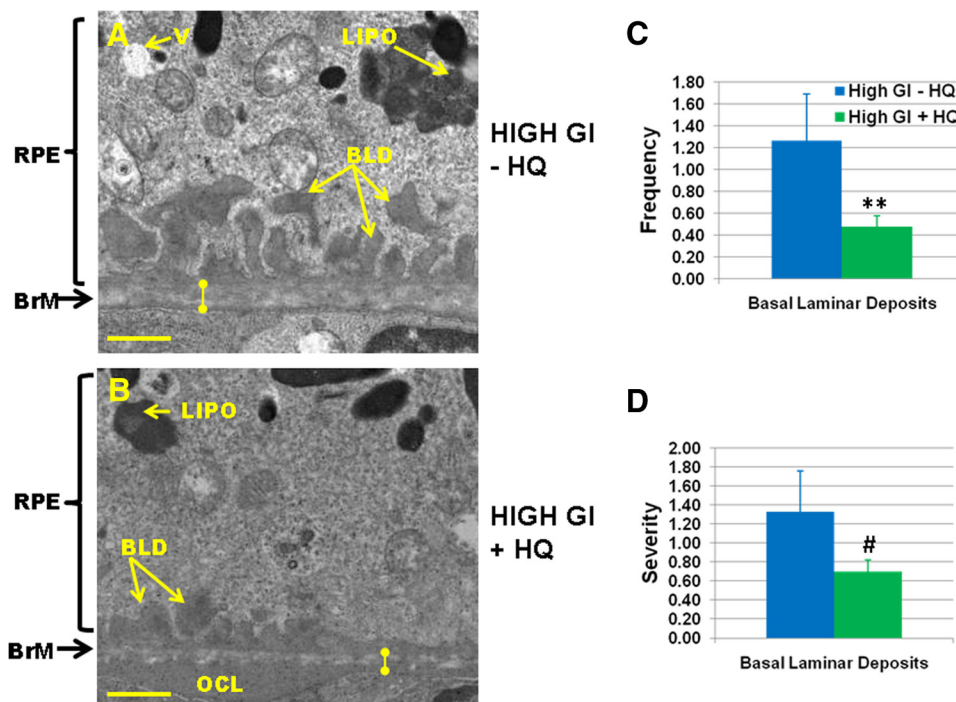 A
V
LIPO
RPE
BLD
BrM
HIGH GI
- HQ
B
LIPO
RPE
BLD
BrM
OCL
HIGH GI
+ HQ
C
High GI - HQ
High GI + HQ
Frequency
1.80
1.60
1.40
1.20
1.00
0.80
0.60
0.40
0.20
0.00
**
Basal Laminar Deposits
D
Severity
2.00
1.80
1.60
1.40
1.20
1.00
0.80
0.60
0.40
0.20
0.00
#
Basal Laminar Deposits